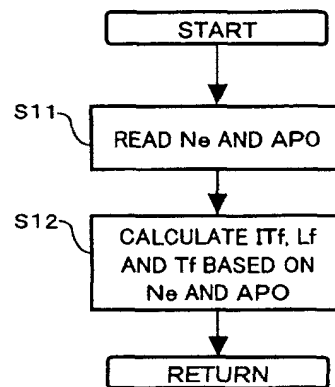 START
S11
READ Ne AND APO
S12
CALCULATE ITf, Lf
AND Tf BASED ON
Ne AND APO
RETURN